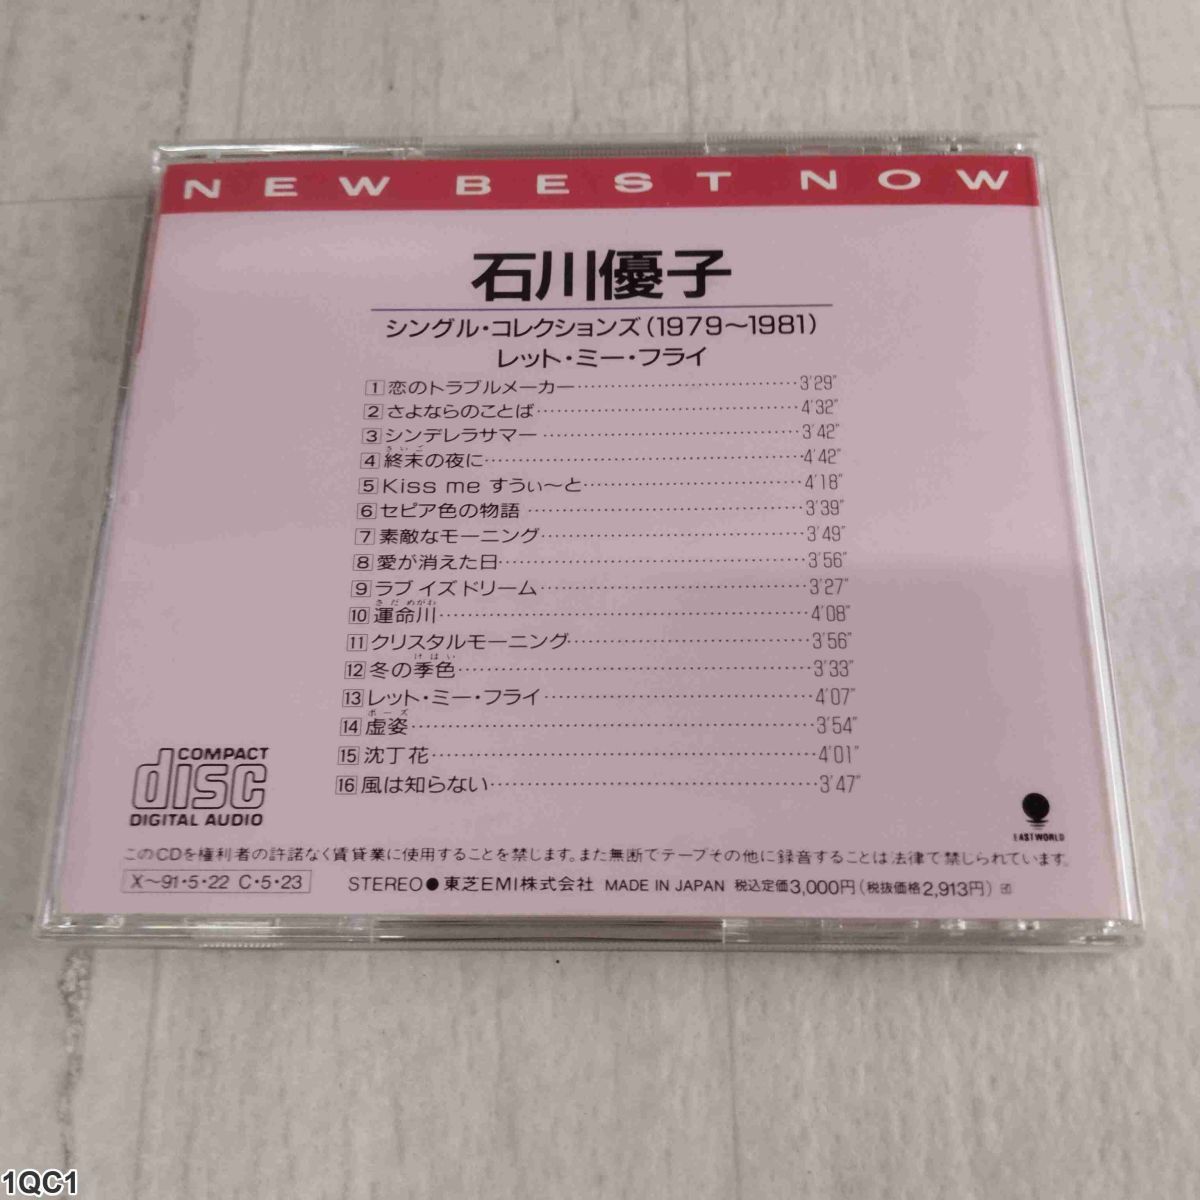 NEW BEST NOW
石川優子
シングル・コレクションズ(1979〜1981)
レット・ミー・フライ
1 恋のトラブルメーカー 3'29"
2 さよならのことば 4'32"
3 シンデレラサマー 3'42"
さいご
4 終末の夜に 4'42"
5 Kiss me すうぃ〜と 4'18"
6 セピア色の物語 3'39"
7 素敵なモーニング 3'49"
8 愛が消えた日 3'56"
9 ラブ イズ ドリーム 3'27"
さだめがわ
10 運命川 4'08"
11 クリスタルモーニング 3'56"
けはい
12 冬の季色 3'33"
13 レット・ミー・フライ 4'07"
ポーズ
14 虚姿 3'54"
15 沈丁花 4'01"
16 風は知らない 3'47"
COMPACT
disc
DIGITAL AUDIO
EASTWORLD
このCDを権利者の許諾なく賃貸業に使用することを禁じます。また無断でテープその他に録音することは法律で禁じられています。
X〜91・5・22 C・5・23 STEREO● 東芝EMI株式会社 MADE IN JAPAN 税込定価3,000円(税抜価格2,913円)
1QC1